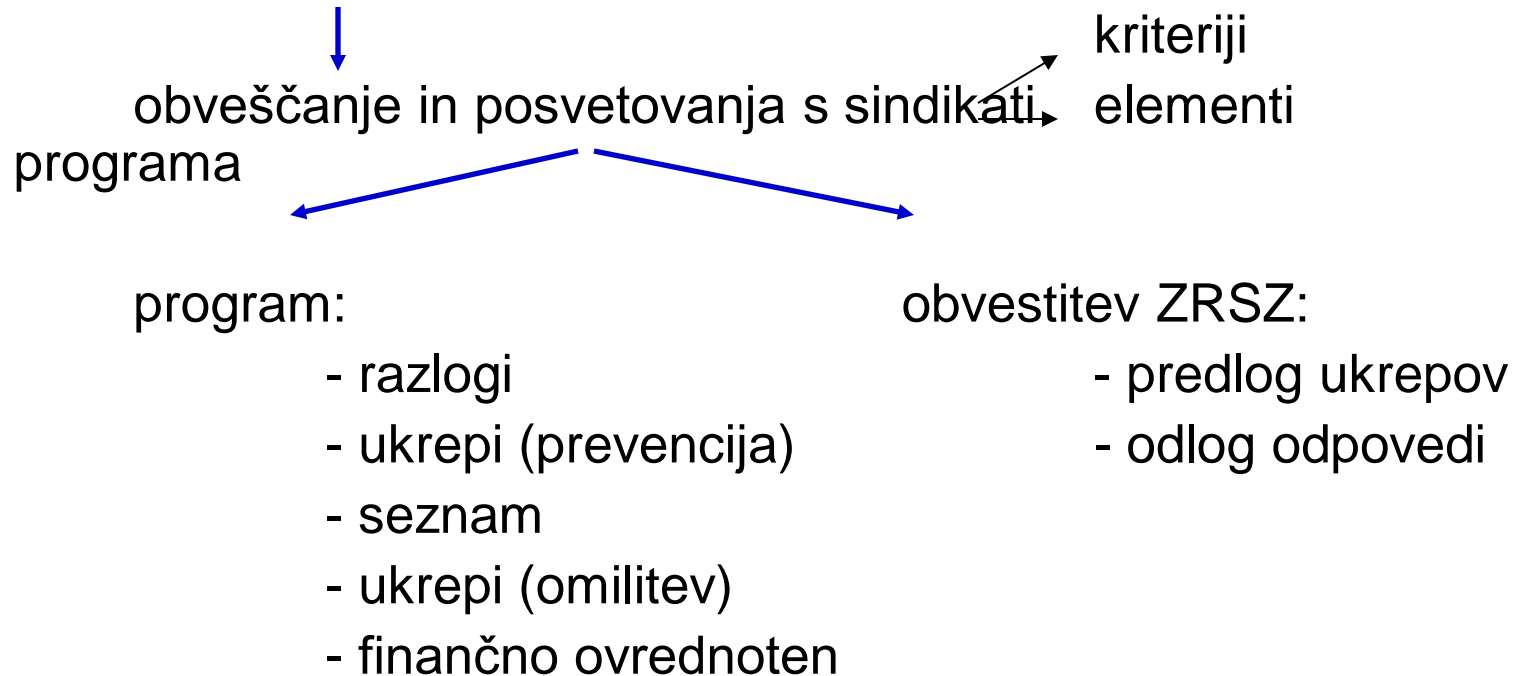 kriteriji
obveščanje in posvetovanja s sindikati elementi
programa
program: obvestitev ZRSZ:
- razlogi - predlog ukrepov
- ukrepi (prevencija) - odlog odpovedi
- seznam
- ukrepi (omilitev)
- finančno ovrednoten